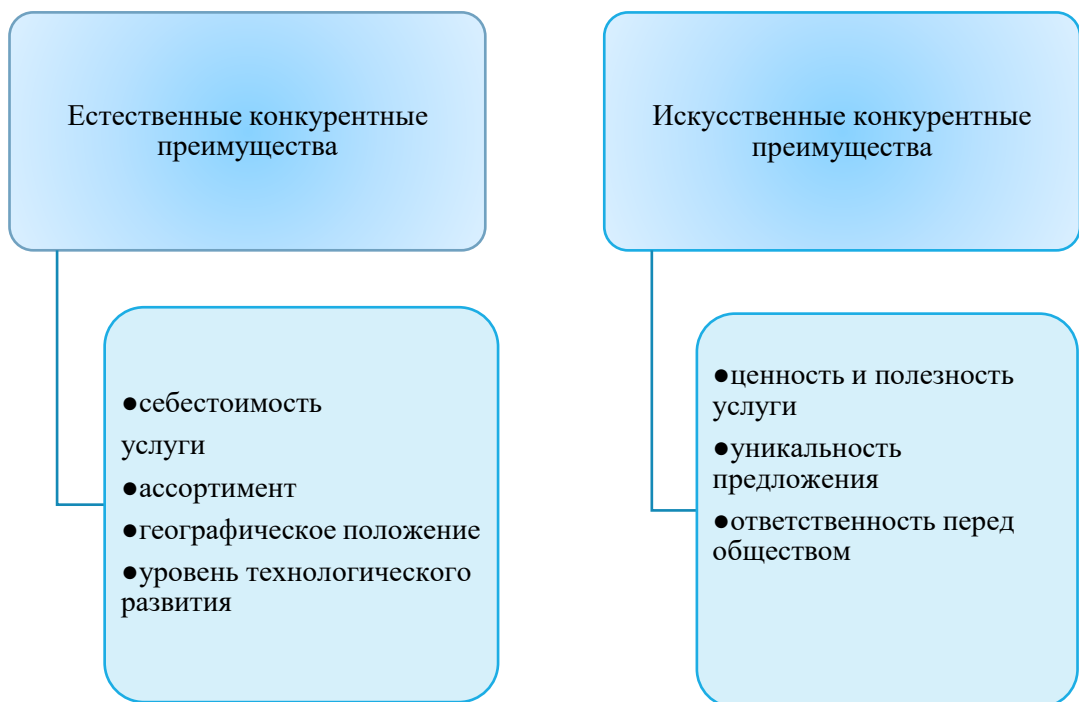 Естественные конкурентные
преимущества
●себестоимость
услуги
●ассортимент
●географическое положение
●уровень технологического
развития
Искусственные конкурентные
преимущества
●ценность и полезность
услуги
●уникальность
предложения
●ответственность перед
обществом